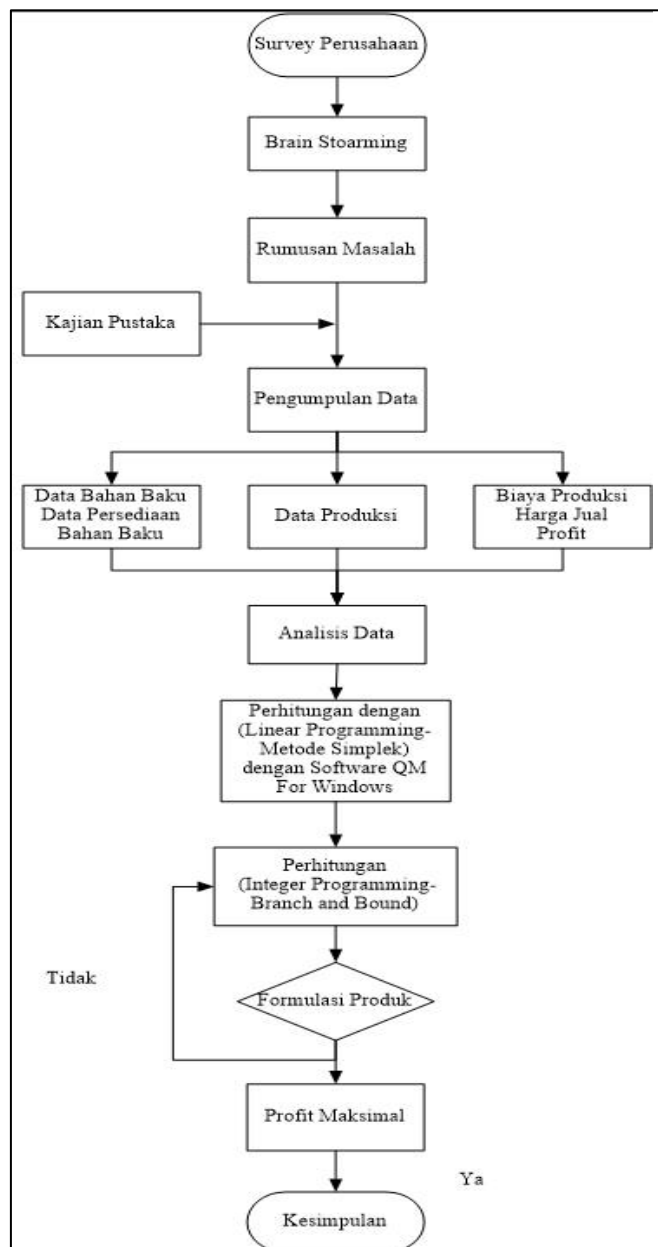 Survey Perusahaan
Brain Stoarming
Rumusan Masalah
Kajian Pustaka
Pengumpulan Data
Data Bahan Baku
Data Persediaan
Bahan Baku
Data Produksi
Biaya Produksi
Harga Jual
Profit
Analisis Data
Perhitungan dengan
(Linear Programming-
Metode Simplek)
dengan Software QM
For Windows
Perhitungan
(Integer Programming-
Branch and Bound)
Tidak
Formulasi Produk
Profit Maksimal
Ya
Kesimpulan